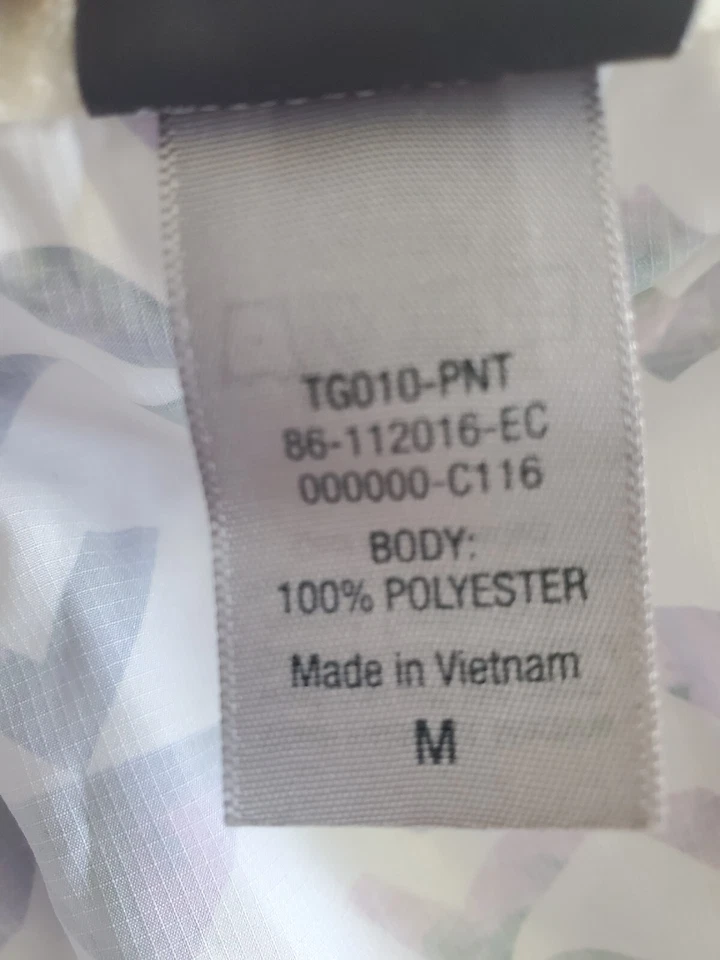 TG010-PNT
86-112016-EC
000000-C116
BODY:
100% POLYESTER
Made in Vietnam
M